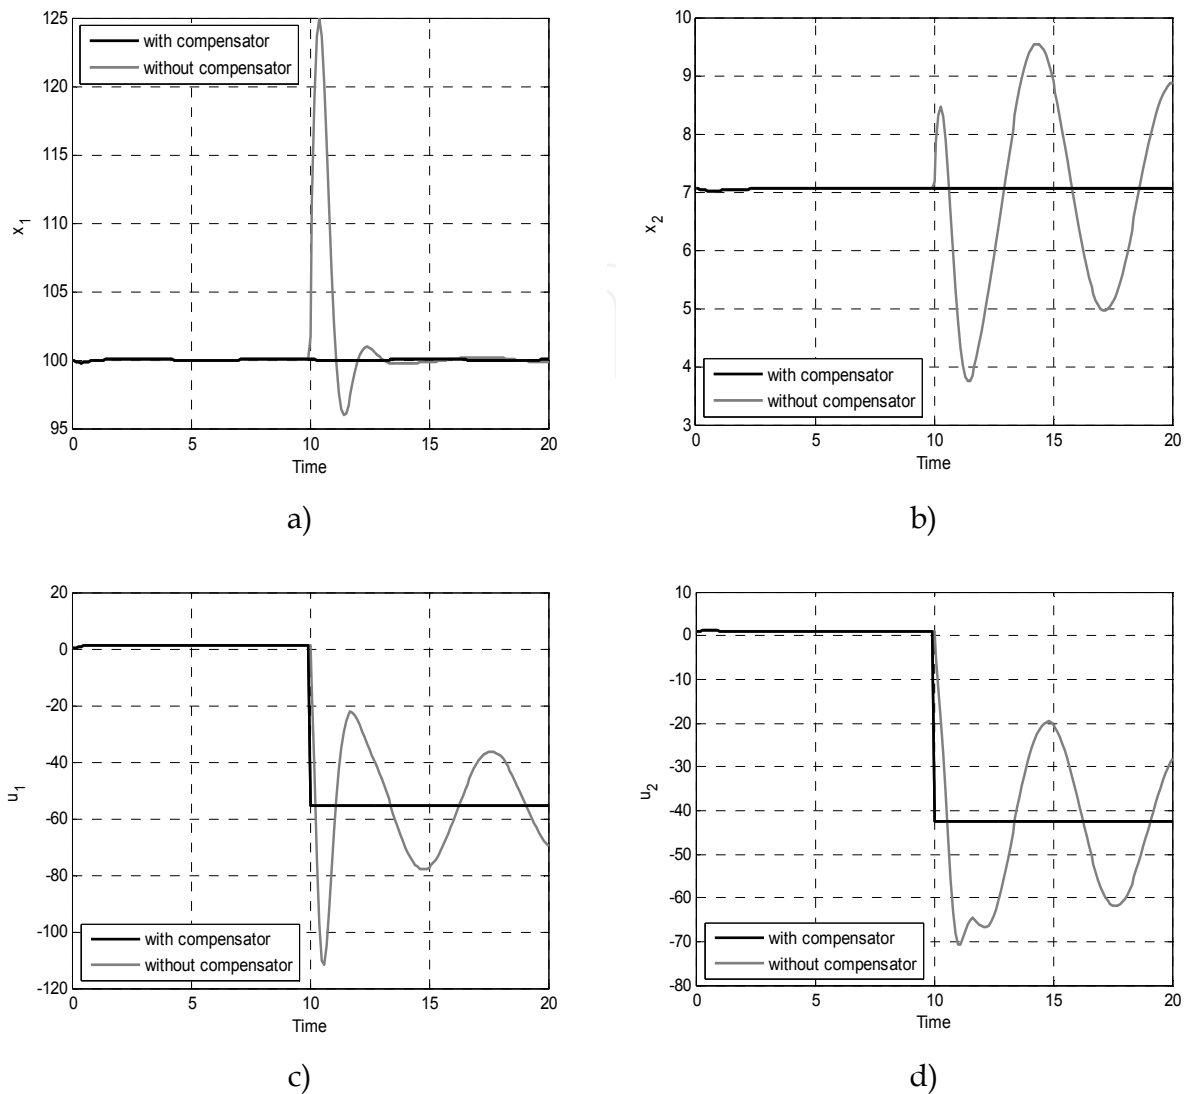 125
120
115
110
105
100
95
x1
with compensator
without compensator
0 5 10 15 20
Time
a)
10
9
8
7
6
5
4
3
x2
with compensator
without compensator
0 5 10 15 20
Time
b)
20
0
-20
-40
-60
-80
-100
-120
u1
with compensator
without compensator
0 5 10 15 20
Time
c)
10
0
-10
-20
-30
-40
-50
-60
-70
-80
u2
with compensator
without compensator
0 5 10 15 20
Time
d)